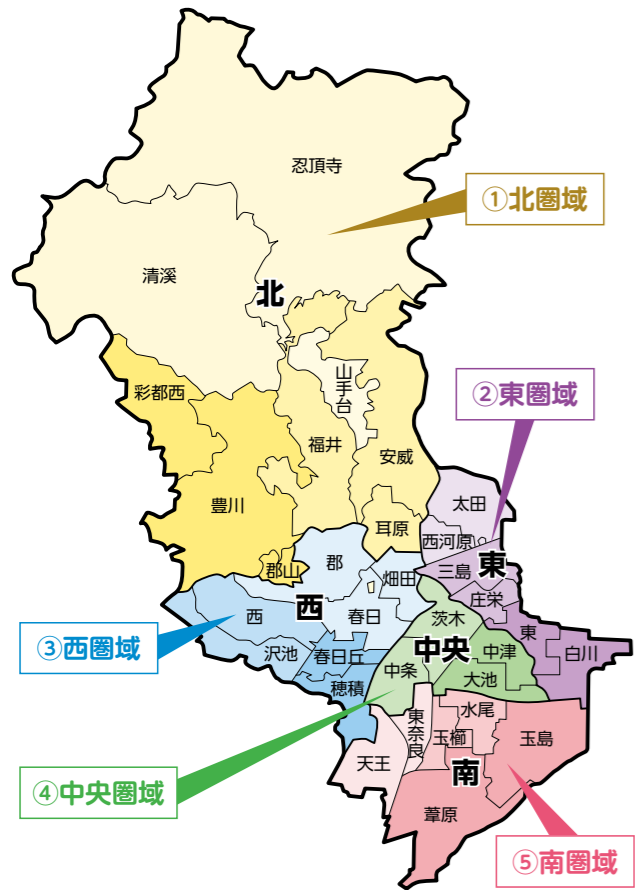 忍頂寺
①北圏域
清溪
北
山手台
彩都西
②東圏域
福井
安威
太田
豊川
耳原
西河原
郡
郡山
三島
東
畑田
庄栄
西
西
春日
茨木
東
③西圏域
沢池
春日丘
中央
中津
白川
中条
大池
穂積
水尾
東奈良
玉櫛
玉島
天王
南
④中央圏域
葦原
⑤南圏域